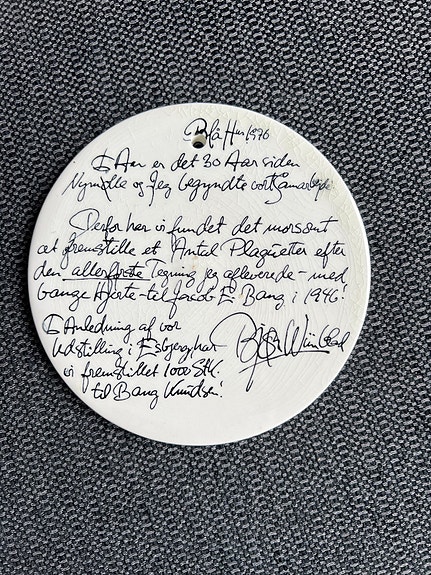 Blå Hus 1976
I Aar er det 30 Aar siden
Nymølle og Jeg begyndte vort Samarbejde
Derfor har vi fundet det morsomt
at fremstille et Antal Plaquetter efter
den allerførste Tegning jeg afleverede - med
bange Hjerte - til facob E. Bang i 1946!
I Anledning af vor
Udstilling i Esbjerg, har
vi fremstillet 1000 Stk.
til Bang Knudsen!
Bjørn Wiinblad